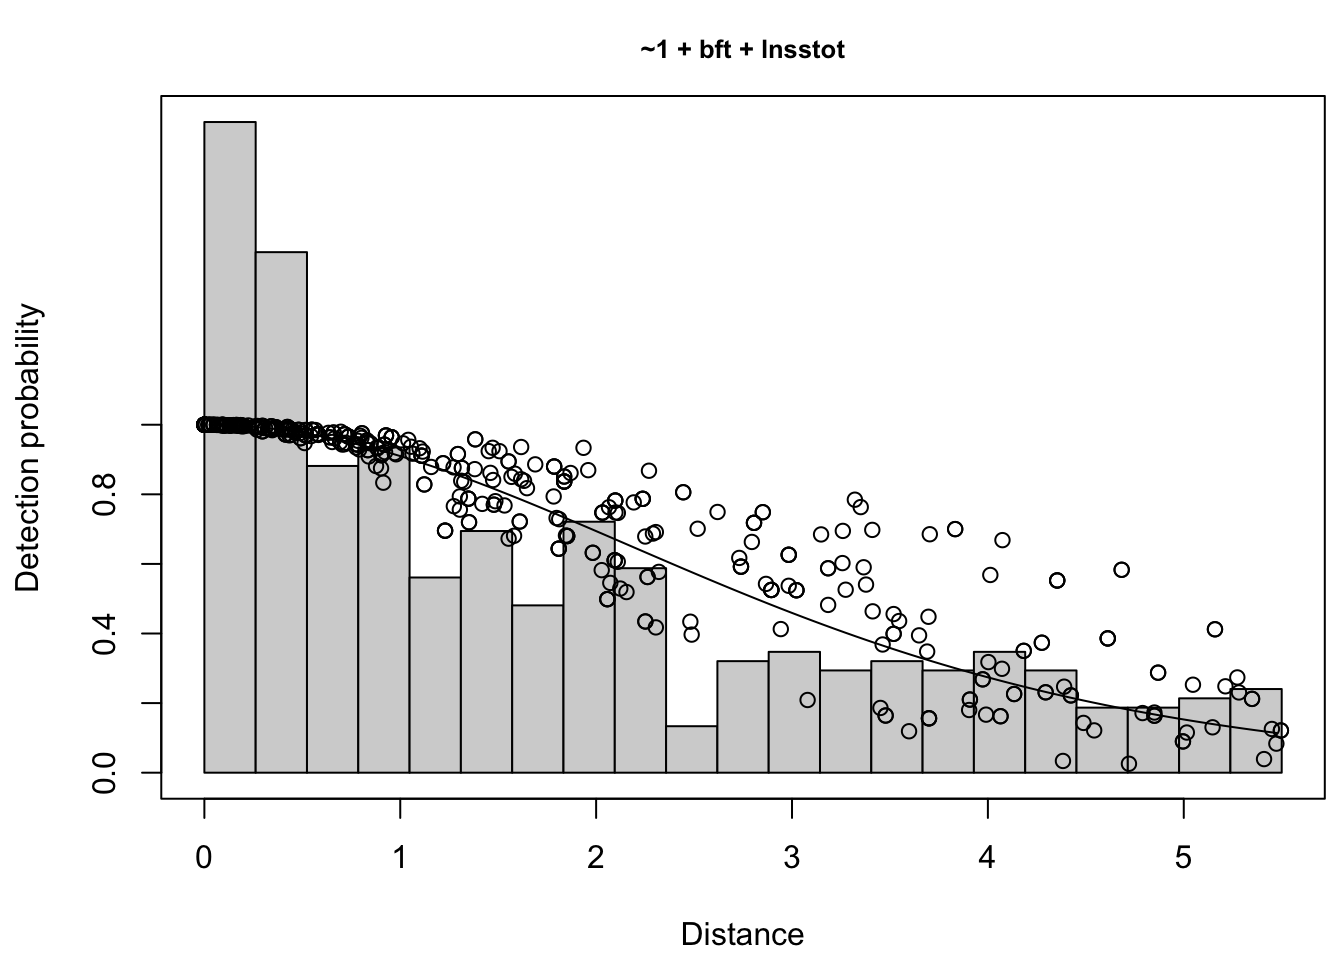 ~1 + bft + lnsstot
Detection probability
0.8
0.4
0.0
0 1 2 3 4 5
Distance